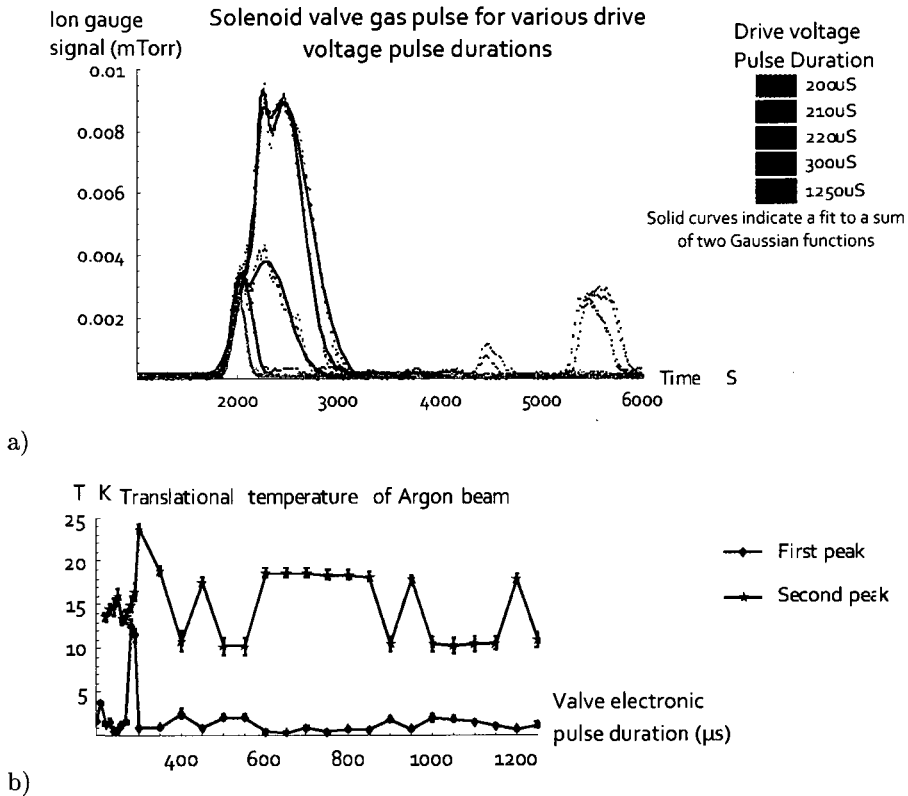 Ion gauge
signal (mTorr)
Solenoid valve gas pulse for various drive
voltage pulse durations
Drive voltage
Pulse Duration
200uS
210uS
220uS
300uS
1250uS
Solid curves indicate a fit to a sum
of two Gaussian functions
0.01
0.008
0.006
0.004
0.002
2000 3000 4000 5000 6000
Time S
a)
T K Translational temperature of Argon beam
25
20
15
10
5
400 600 800 1000 1200
First peak
Second peak
Valve electronic
pulse duration (μs)
b)